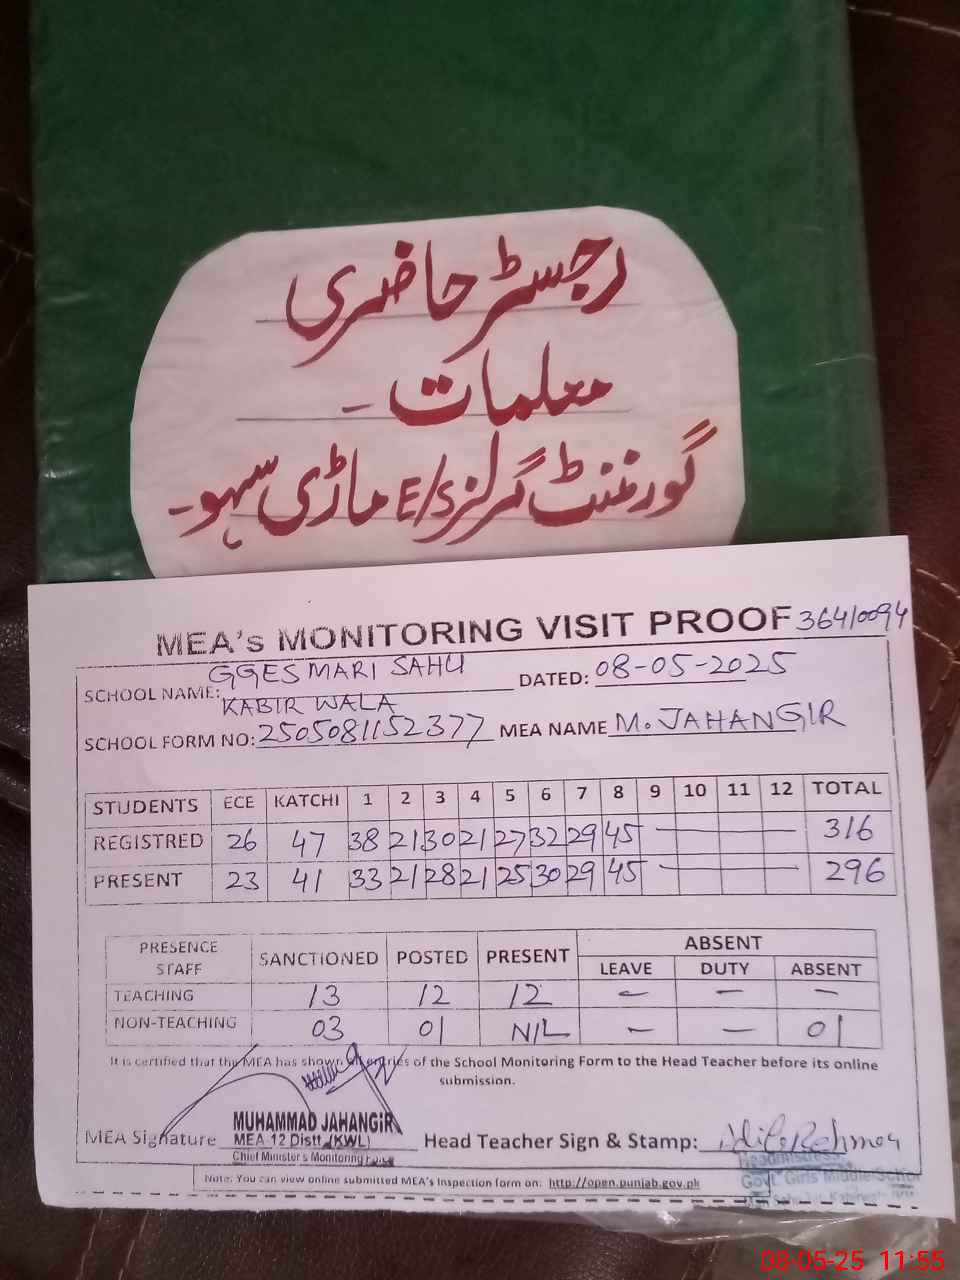 رجسٹر حاضری
معلمات -
گورنمنٹ گرلز E/S ماڑی سہو -
MEA's MONITORING VISIT PROOF 36410094
SCHOOL NAME: GGES MARI SAHU DATED: 08-05-2025
KABIR WALA
SCHOOL FORM NO: 2505081152377 MEA NAME M. JAHANGIR
STUDENTS ECE KATCHI 1 2 3 4 5 6 7 8 9 10 11 12 TOTAL
REGISTRED 26 47 38 21 30 21 27 32 29 45 316
PRESENT 23 41 33 21 28 21 25 30 29 45 296
PRESENCE STAFF SANCTIONED POSTED PRESENT ABSENT
LEAVE DUTY ABSENT
TEACHING 13 12 12 - - -
NON-TEACHING 03 01 NIL - - 01
It is certified that the MEA has shown all entries of the School Monitoring Form to the Head Teacher before its online
submission.
MUHAMMAD JAHANGIR
MEA Signature MEA-12 Distt (KWL) Head Teacher Sign & Stamp:
Chief Minister's Monitoring Force
Headmistress
Govt Girls Middle School
Note: You can view online submitted MEA's Inspection form on: http://open.punjab.gov.pk
08-05-25 11:55